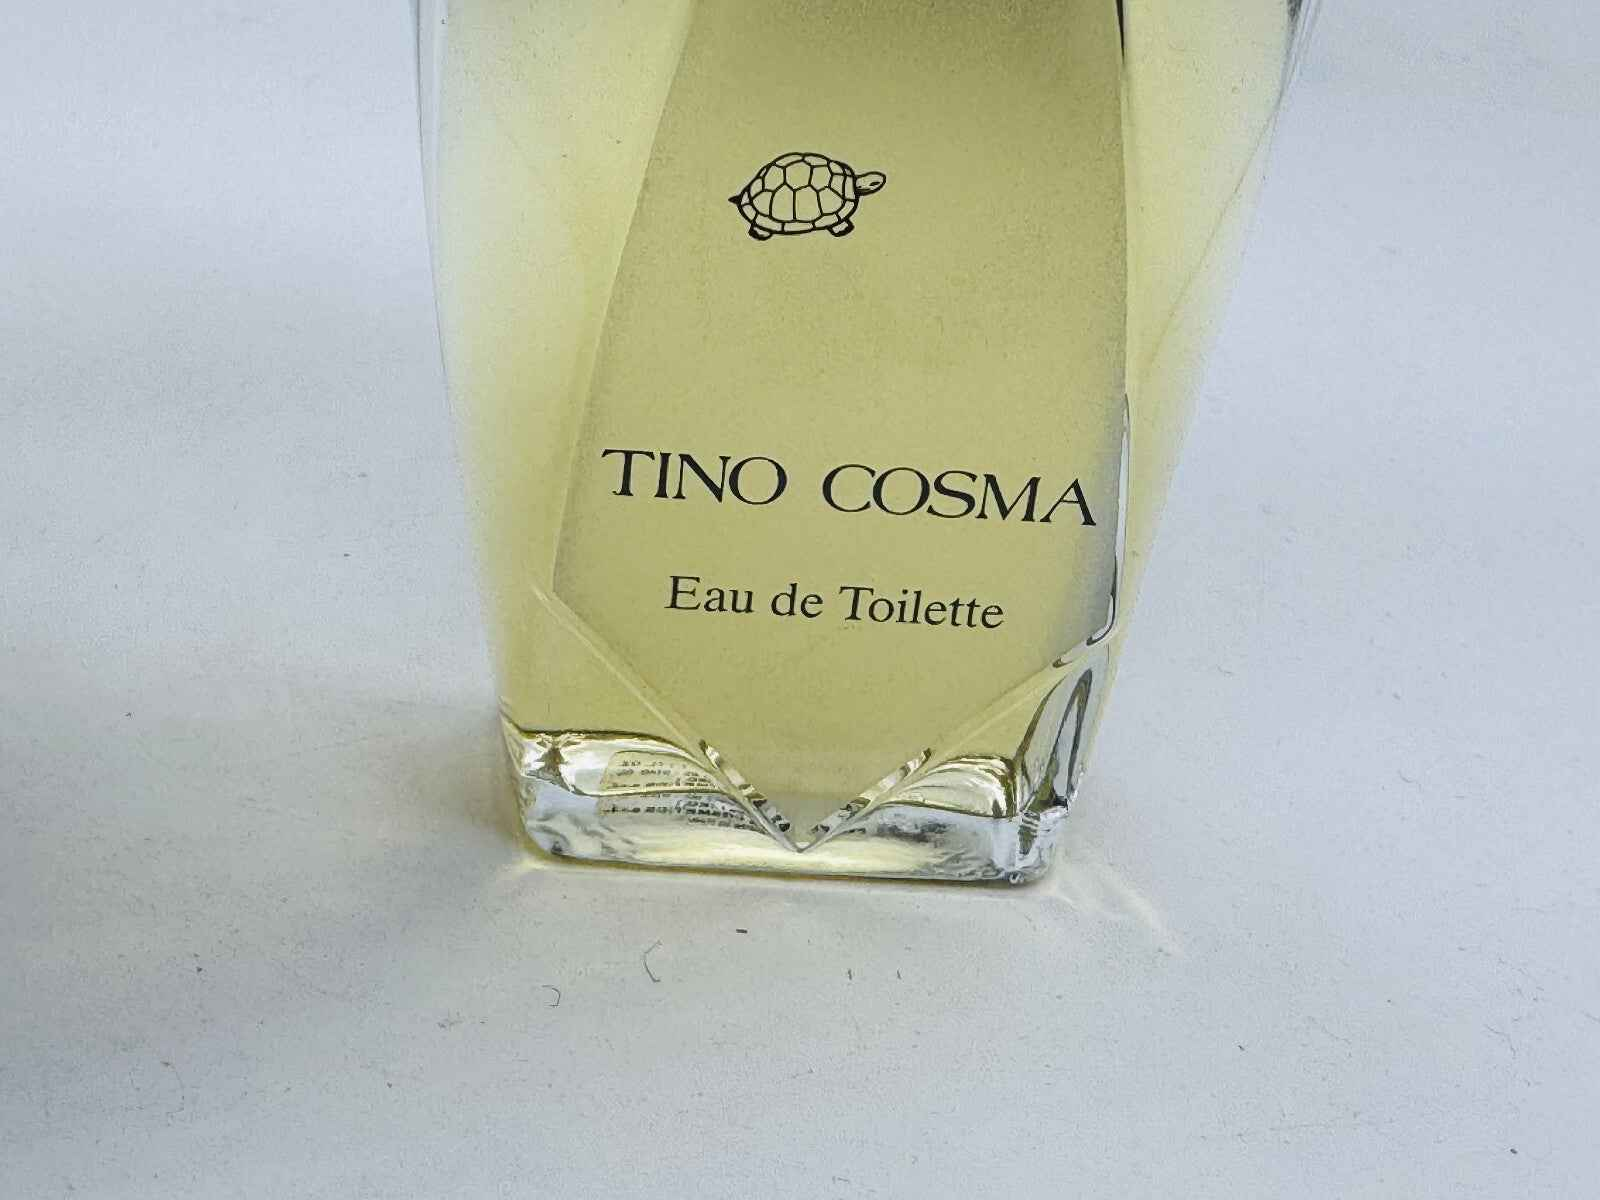 TINO COSMA
Eau de Toilette